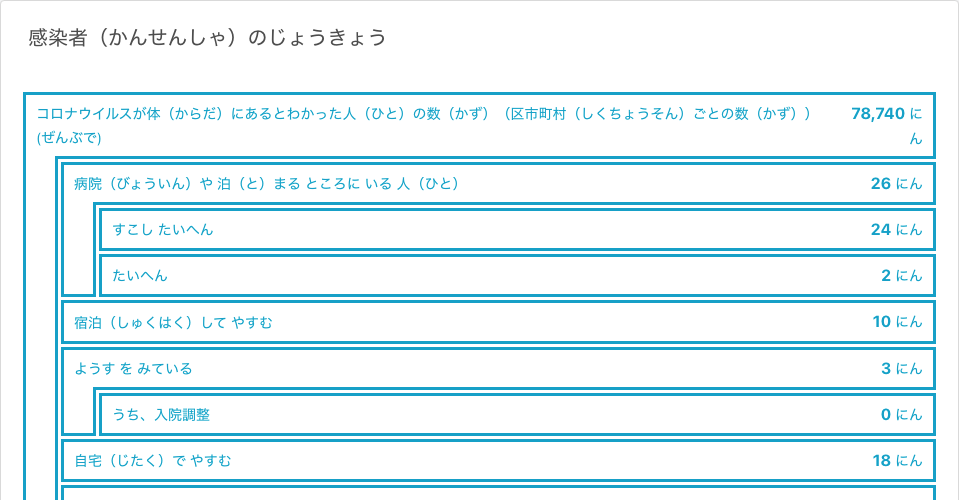 感染者（かんせんしゃ）のじょうきょう
コロナウイルスが体（からだ）にあるとわかった人（ひと）の数（かず）（区市町村（しくちょうそん）ごとの数（かず）） 78,740 に
(ぜんぶで) ん
病院（びょういん）や 泊（と）まる ところに いる 人（ひと） 26 にん
すこし たいへん 24 にん
たいへん 2 にん
宿泊（しゅくはく）して やすむ 10 にん
ようす を みている 3 にん
うち、入院調整 0 にん
自宅（じたく）で やすむ 18 にん